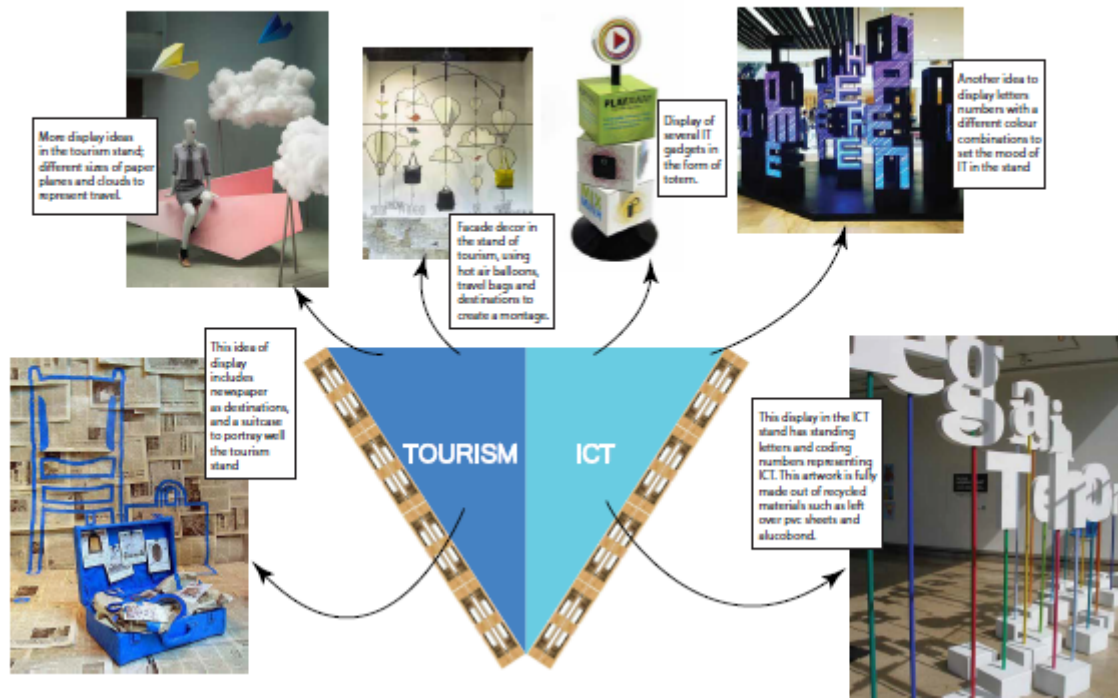 More display ideas
in the tourism stand;
different sizes of paper
planes and clouds to
represent travel.
Facade decor in
the stand of
tourism, using
hot air balloons,
travel bags and
destinations to
create a montage.
Display of
several IT
gadgets in
the form of
totem.
Another idea to
display letters
numbers with a
different colour
combinations to
set the mood of
IT in the stand
This idea of
display
includes
newspaper
as destinations,
and a suitcase
to portray well
the tourism
stand
TOURISM
ICT
This display in the ICT
stand has standing
letters and coding
numbers representing
ICT. This artwork is fully
made out of recycled
materials such as left
over pvc sheets and
alucobond.